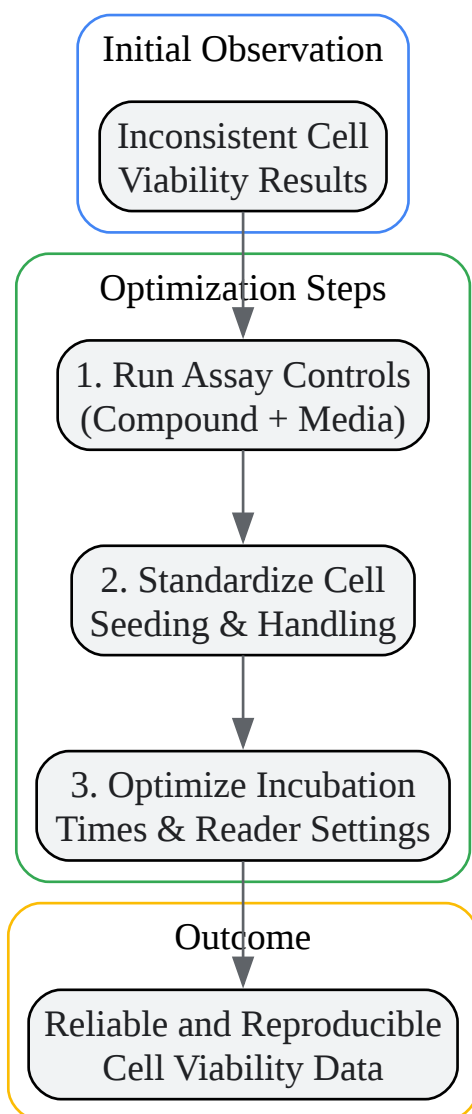 Initial Observation
Inconsistent Cell
Viability Results
Optimization Steps
1. Run Assay Controls
(Compound + Media)
2. Standardize Cell
Seeding & Handling
3. Optimize Incubation
Times & Reader Settings
Outcome
Reliable and Reproducible
Cell Viability Data